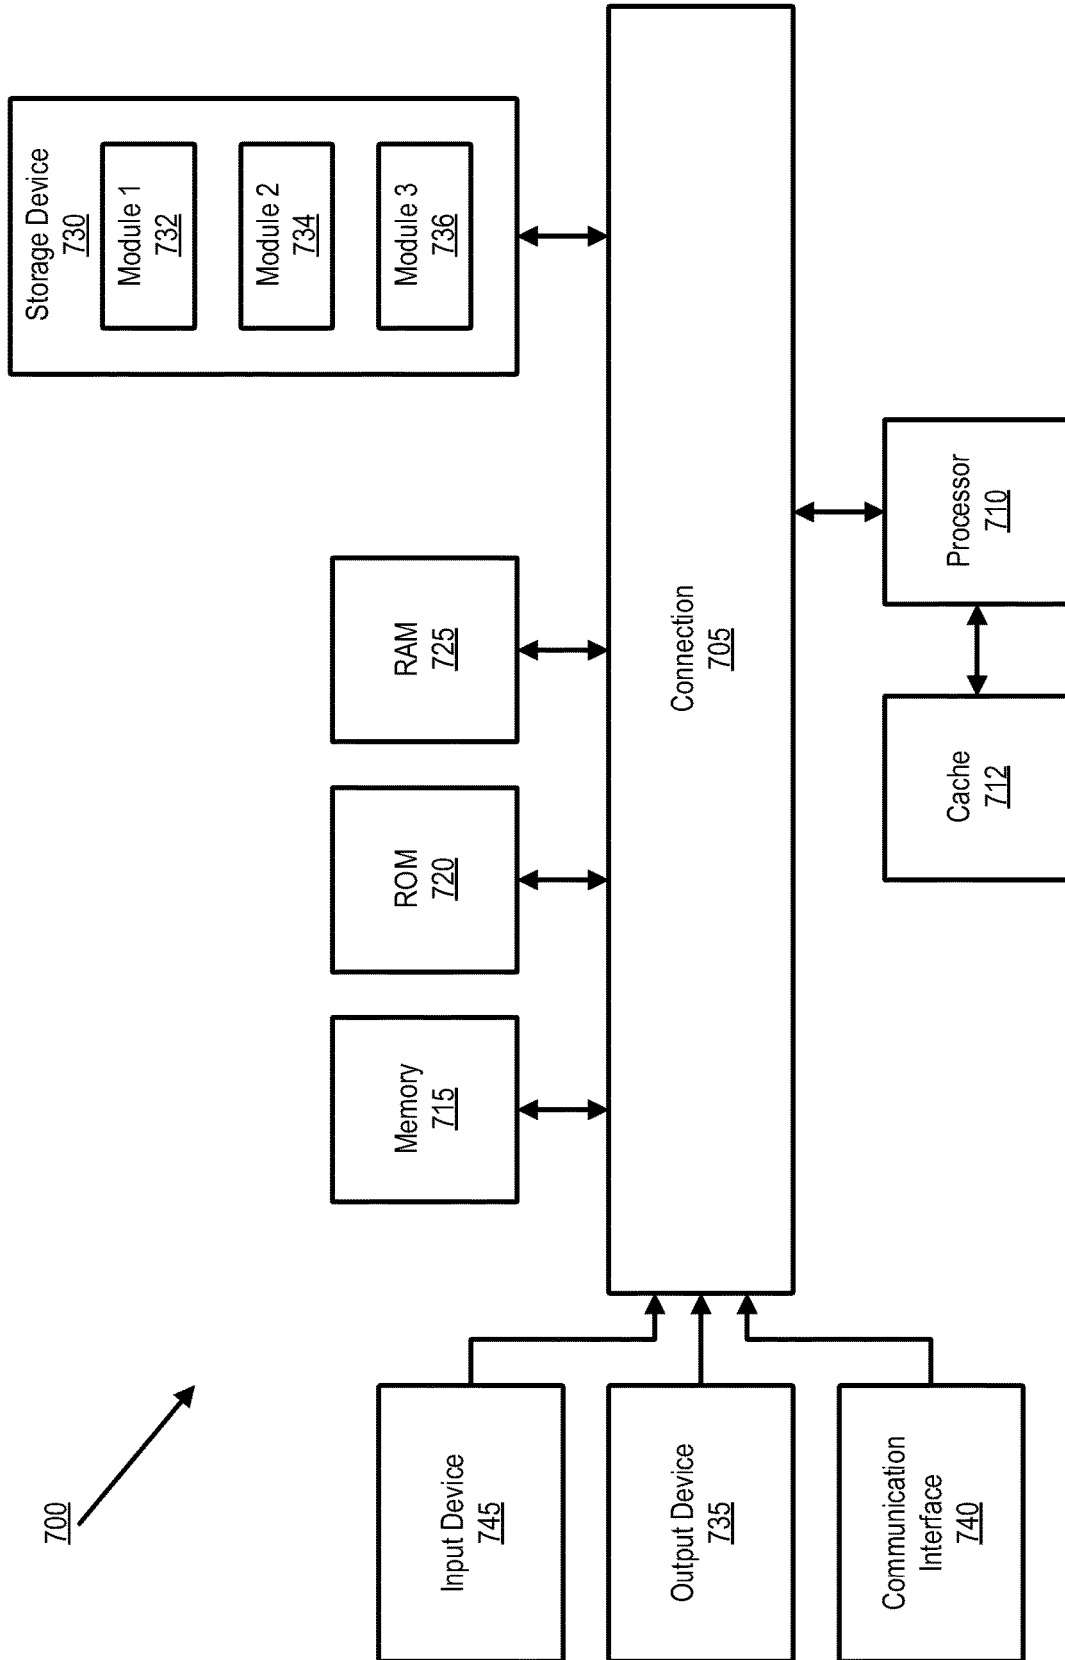 700
Input Device
745
Output Device
735
Communication
Interface
740
Memory
715
ROM
720
RAM
725
Storage Device
730
Module 1
732
Module 2
734
Module 3
736
Connection
705
Cache
712
Processor
710